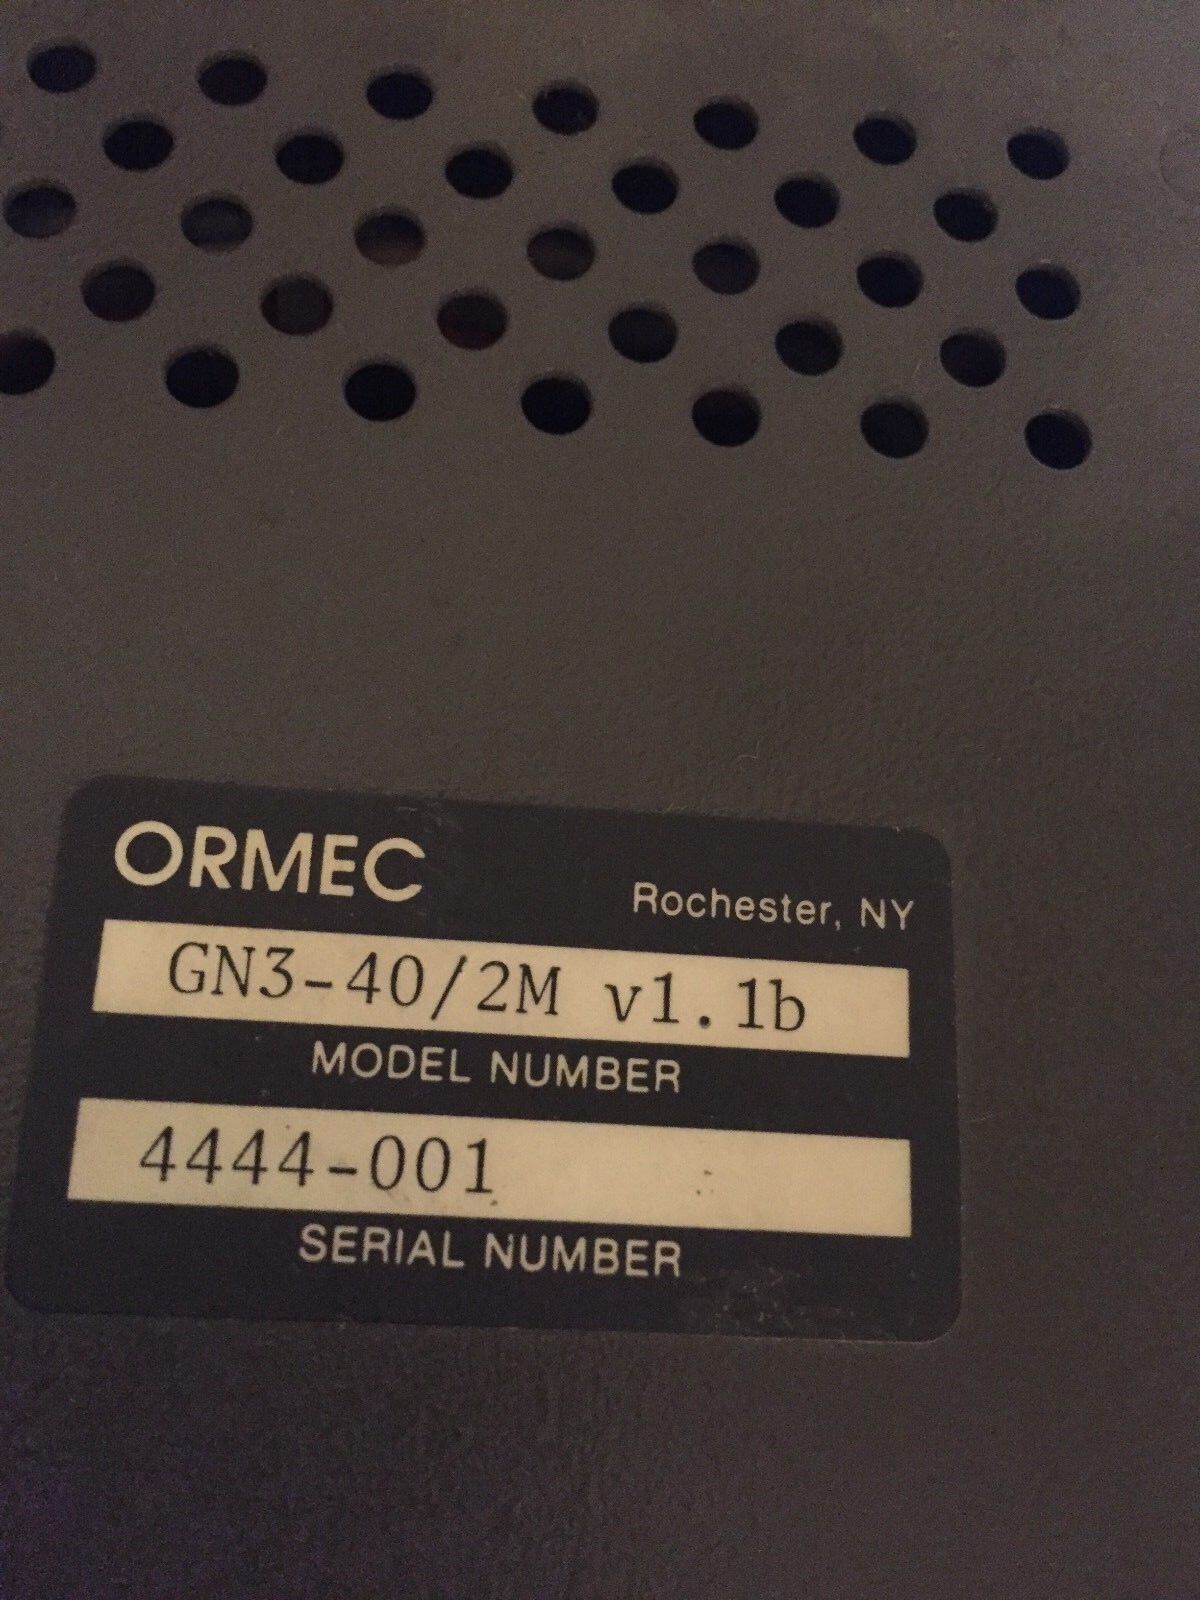 ORMEC
Rochester, NY
GN3-40/2M v1.1b
MODEL NUMBER
4444-001
SERIAL NUMBER